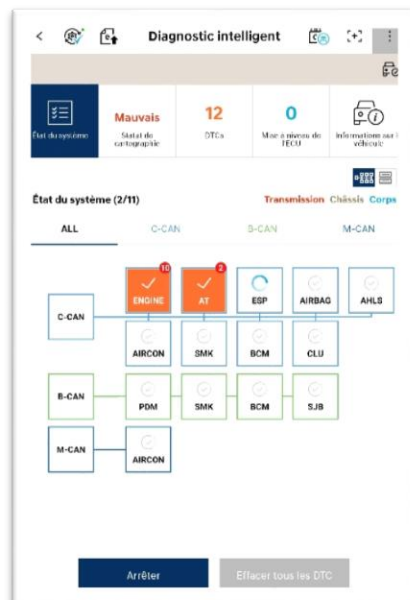 Diagnostic intelligent
État du système
Mauvais
Statut de
cartographie
12
DTCs
0
Mise à niveau de
l'ECU
Informations sur l
véhicule
État du système (2/11)
Transmission Châssis Corps
ALL C-CAN B-CAN M-CAN
10 2
ENGINE AT ESP AIRBAG AHLS
C-CAN
AIRCON SMK BCM CLU
B-CAN
PDM SMK BCM SJB
M-CAN
AIRCON
Arrêter Effacer tous les DTC